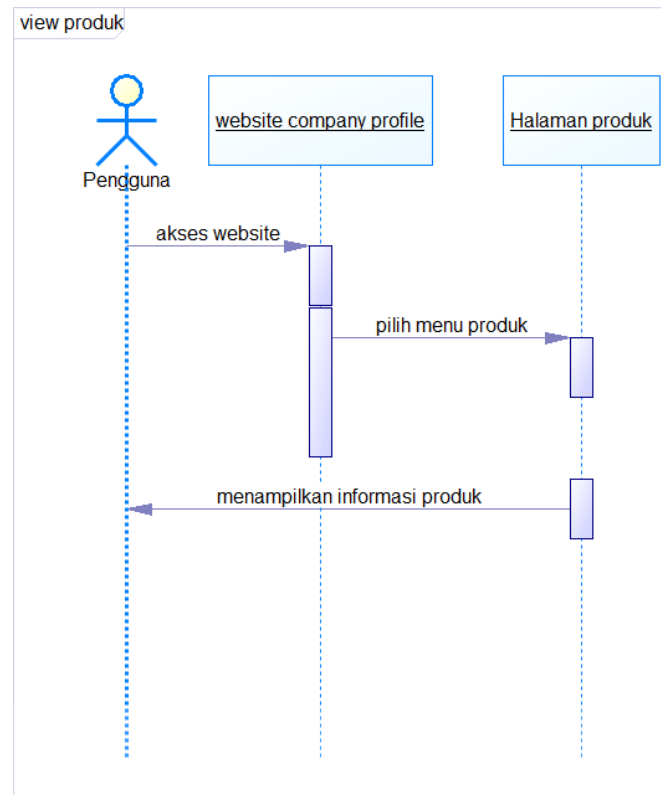 view produk
website company profile
Halaman produk
Pengguna
akses website
pilih menu produk
menampilkan informasi produk